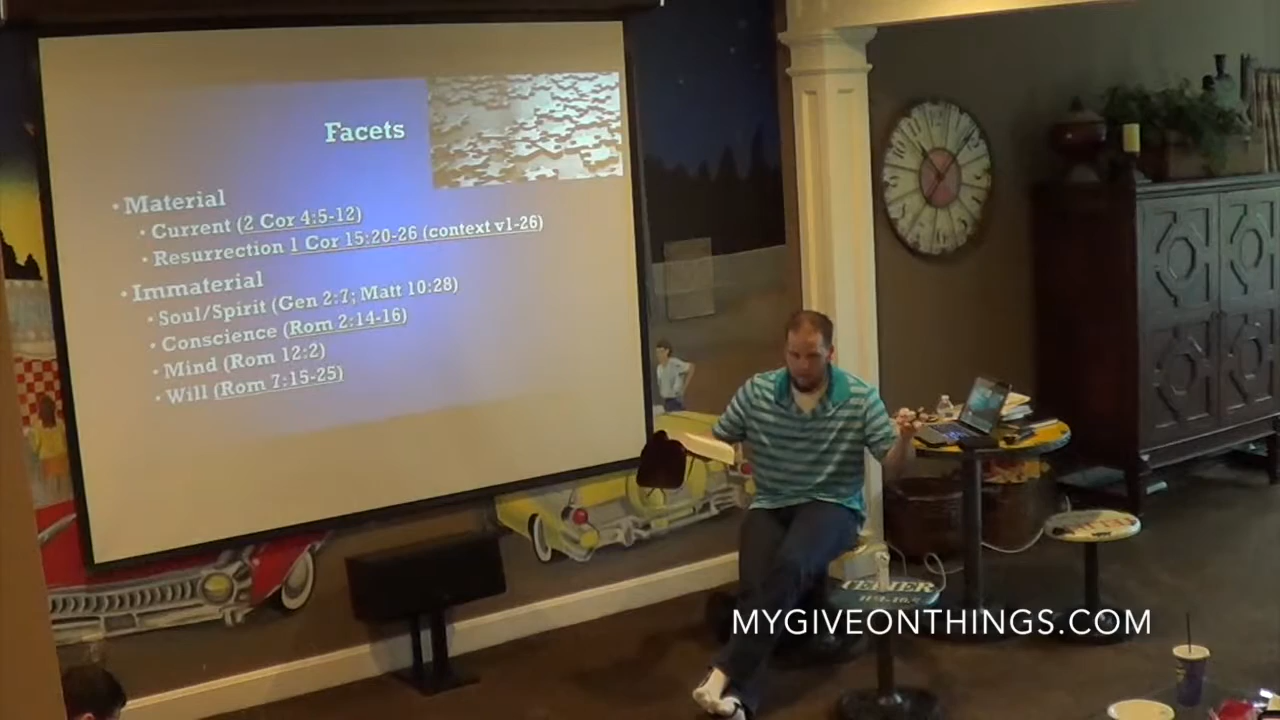 Facets
• Material
• Current (2 Cor 4:5-12)
• Resurrection 1 Cor 15:20-26 (context v1-26)
• Immaterial
• Soul/Spirit (Gen 2:7; Matt 10:28)
• Conscience (Rom 2:14-16)
• Mind (Rom 12:2)
• Will (Rom 7:15-25)
MYGIVEONTHINGS.COM